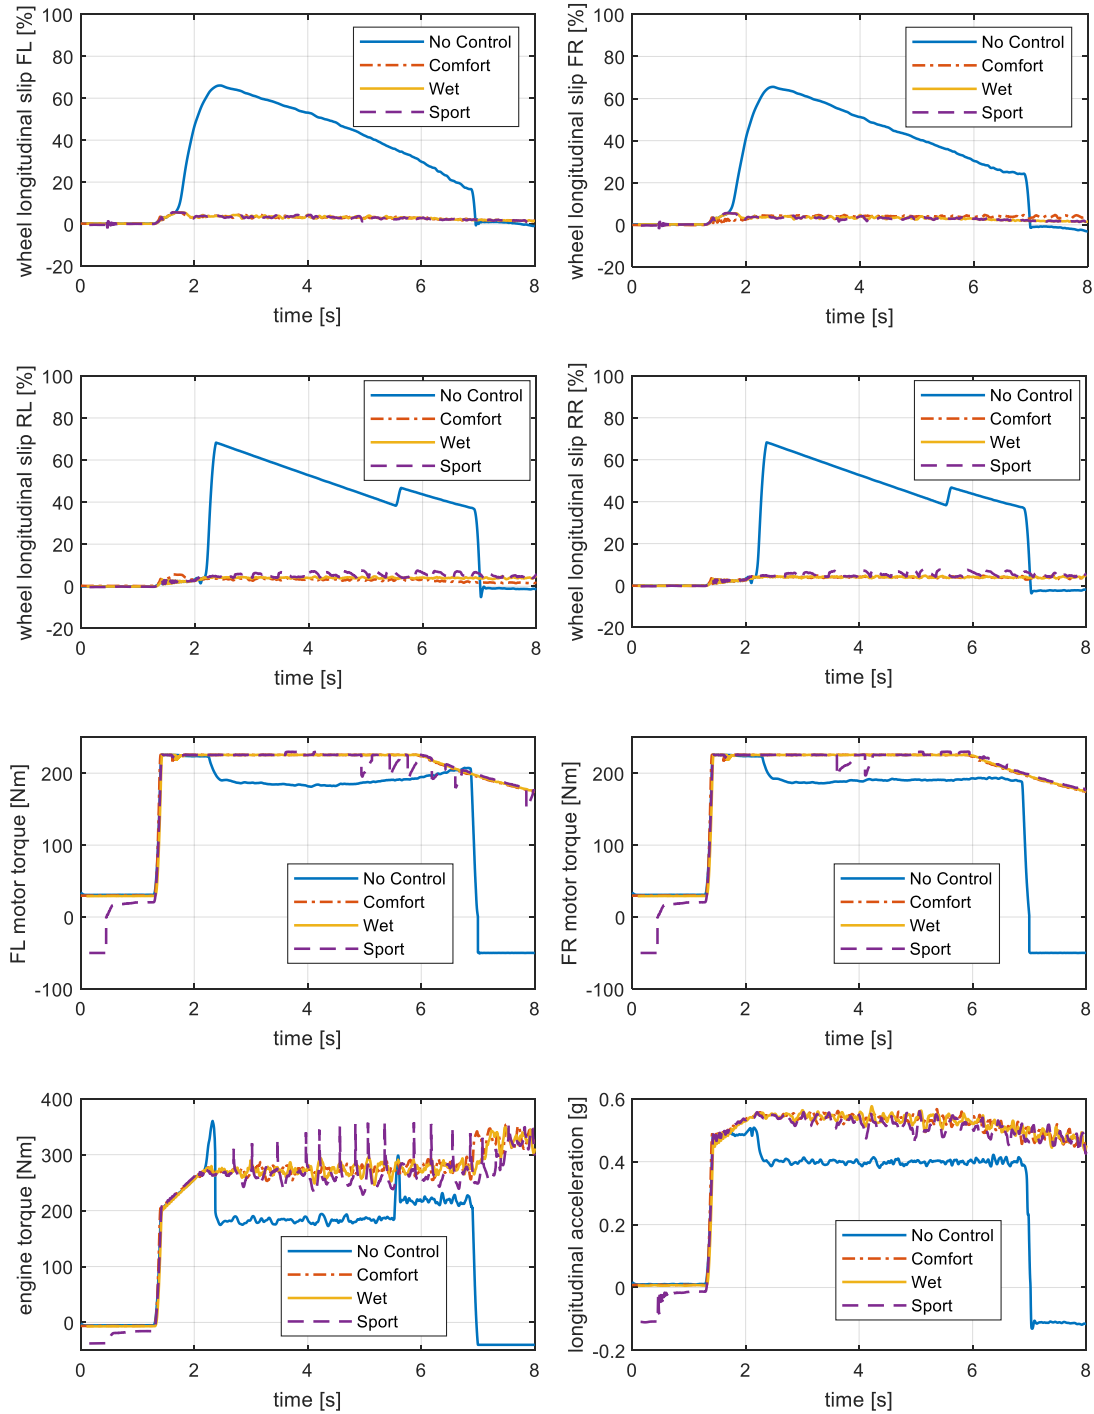 wheel longitudinal slip FL [%]
100
80
60
40
20
0
-20
0 2 4 6 8
time [s]
No Control
Comfort
Wet
Sport
wheel longitudinal slip FR [%]
100
80
60
40
20
0
-20
0 2 4 6 8
time [s]
No Control
Comfort
Wet
Sport
wheel longitudinal slip RL [%]
100
80
60
40
20
0
-20
0 2 4 6 8
time [s]
No Control
Comfort
Wet
Sport
wheel longitudinal slip RR [%]
100
80
60
40
20
0
-20
0 2 4 6 8
time [s]
No Control
Comfort
Wet
Sport
FL motor torque [Nm]
200
100
0
-100
0 2 4 6 8
time [s]
No Control
Comfort
Wet
Sport
FR motor torque [Nm]
200
100
0
-100
0 2 4 6 8
time [s]
No Control
Comfort
Wet
Sport
engine torque [Nm]
400
300
200
100
0
0 2 4 6 8
time [s]
No Control
Comfort
Wet
Sport
longitudinal acceleration [g]
0.6
0.4
0.2
0
-0.2
0 2 4 6 8
time [s]
No Control
Comfort
Wet
Sport